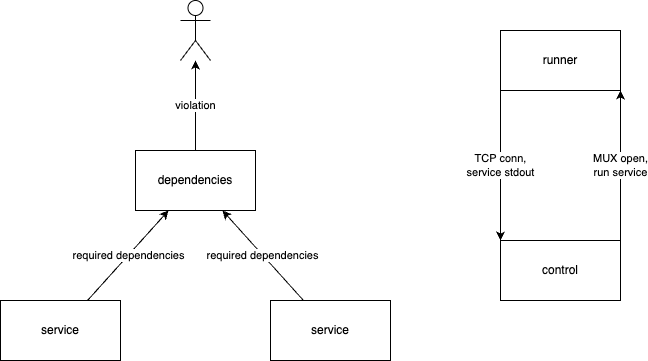 violation
dependencies
required dependencies
required dependencies
service
service
runner
TCP conn,
service stdout
MUX open,
run service
control